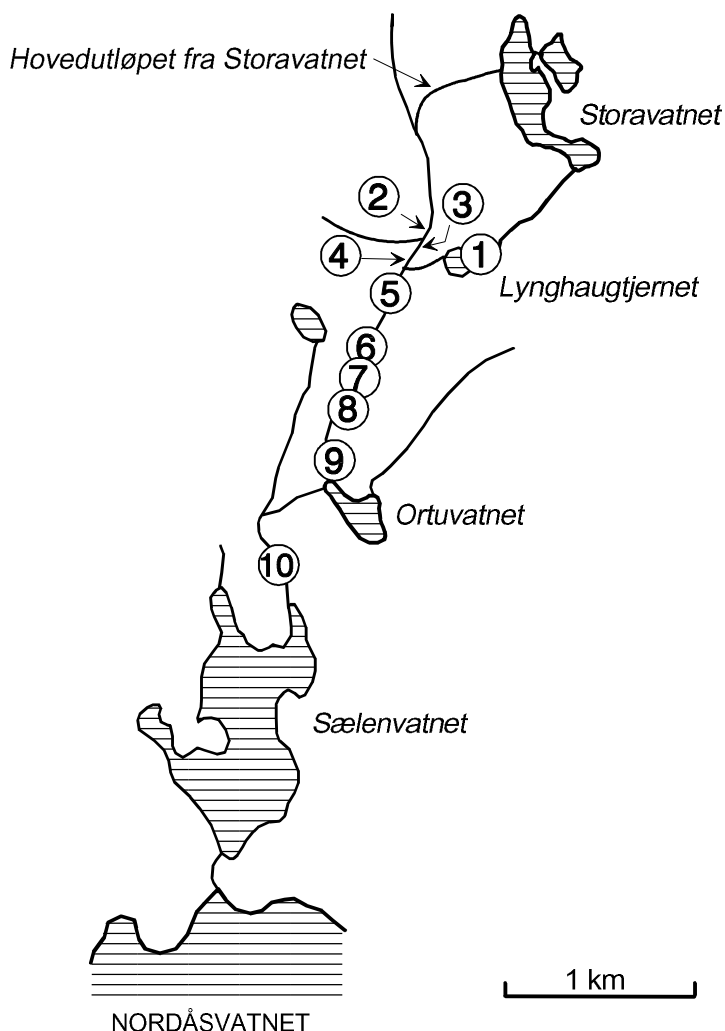 Hovedutløpet fra Storavatnet
Storavatnet
2
3
4
1
Lynghaugtjernet
5
6
7
8
9
Ortuvatnet
10
Sælenvatnet
1 km
NORDÅSVATNET